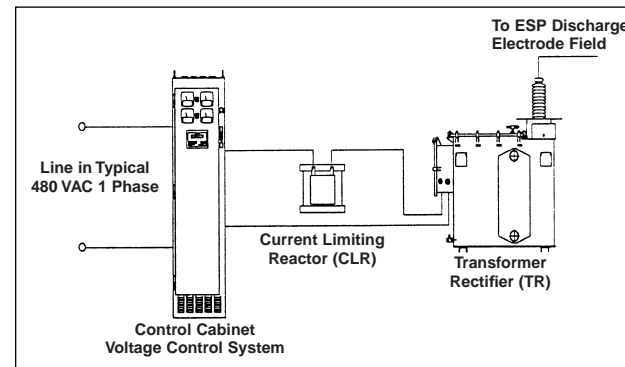 To ESP Discharge
Electrode Field
Line in Typical
480 VAC 1 Phase
Current Limiting
Reactor (CLR)
Transformer
Rectifier (TR)
Control Cabinet
Voltage Control System